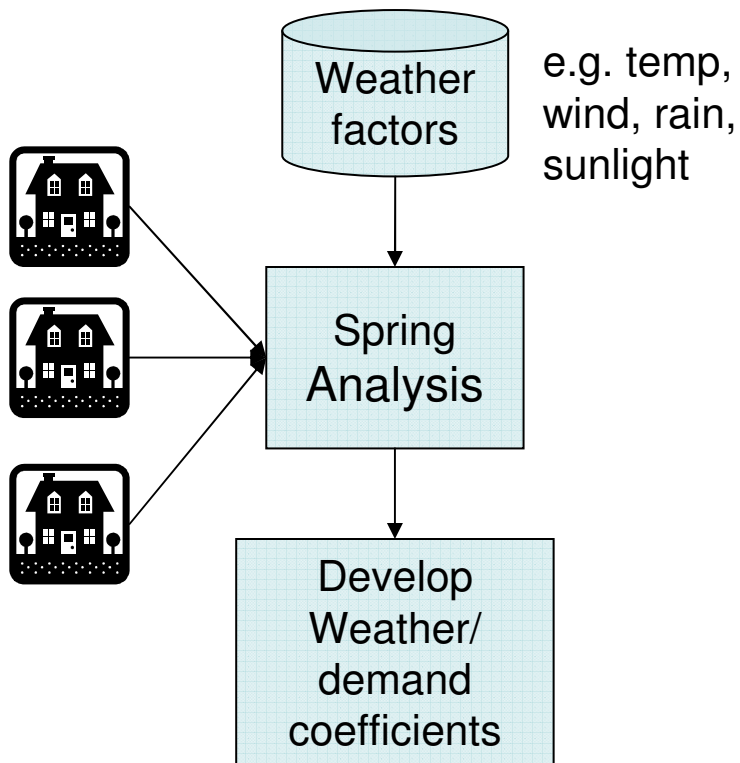 Weather
factors
e.g. temp,
wind, rain,
sunlight
Spring
Analysis
Develop
Weather/
demand
coefficients